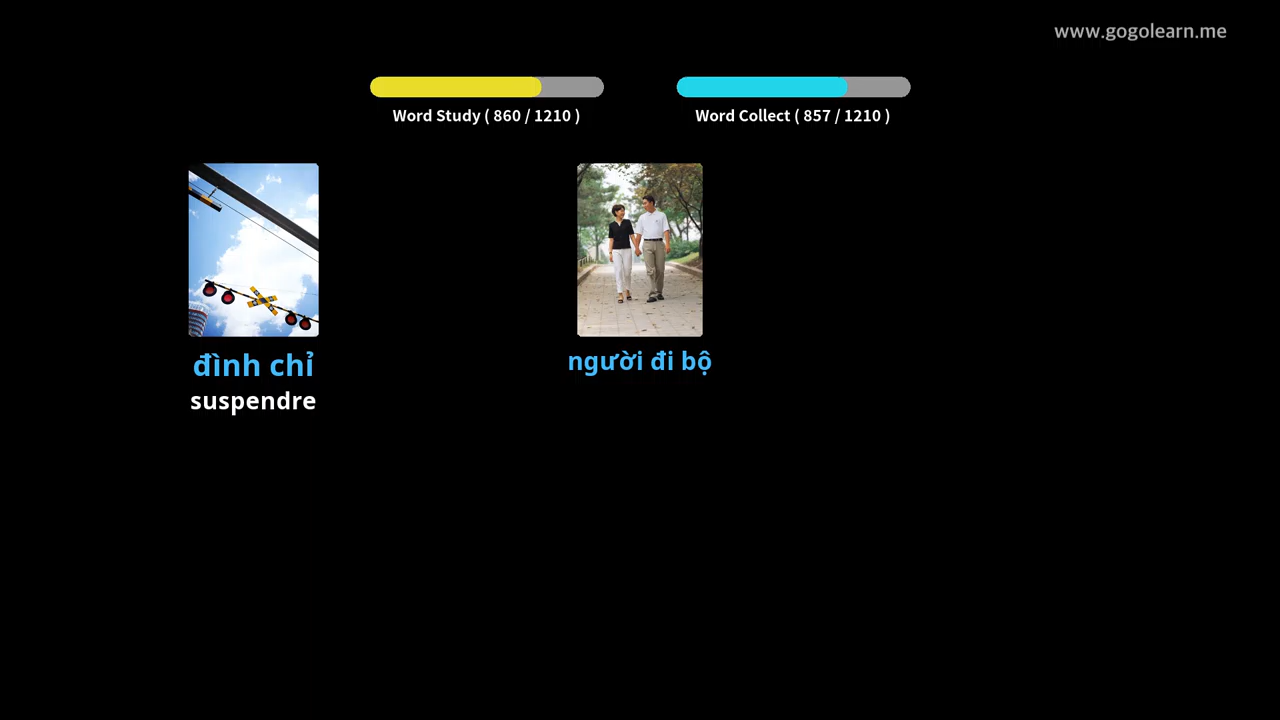 www.gogolearn.me
Word Study ( 860 / 1210 )
Word Collect ( 857 / 1210 )
đình chỉ
suspendre
người đi bộ